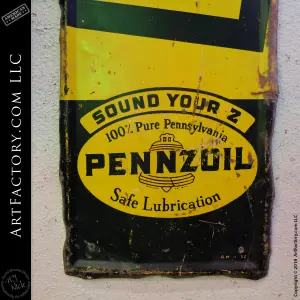 SOUND YOUR Z
100% Pure Pennsylvania
PENNZOIL
Safe Lubrication
ArtFactory.com LLC